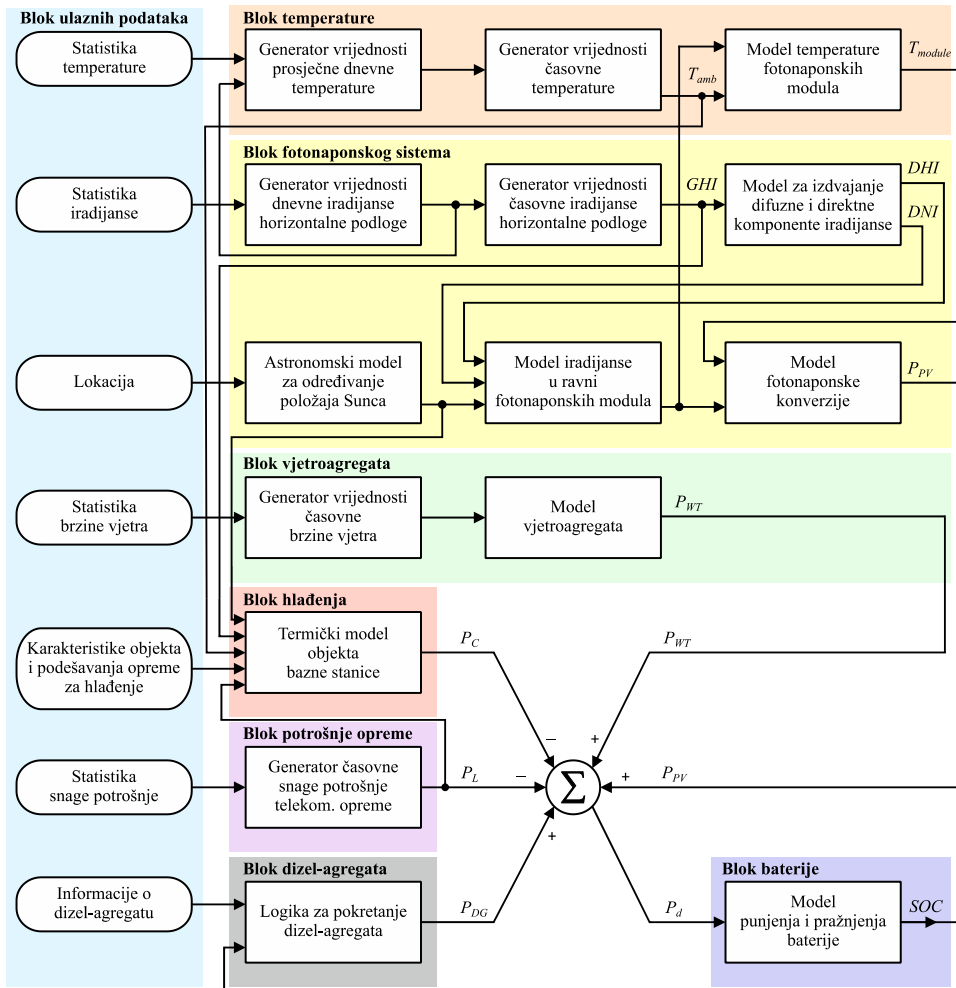 Blok ulaznih podataka
Statistika
temperature
Statistika
iradijanse
Lokacija
Statistika
brzine vjetra
Karakteristike objekta
i podešavanja opreme
za hlađenje
Statistika
snage potrošnje
Informacije o
dizel-agregatu
Blok temperature
Generator vrijednosti
prosječne dnevne
temperature
Generator vrijednosti
časovne
temperature
T_amb
Model temperature
fotonaponskih
modula
T_module
Blok fotonaponskog sistema
Generator vrijednosti
dnevne iradijanse
horizontalne podloge
Generator vrijednosti
časovne iradijanse
horizontalne podloge
GHI
Model za izdvajanje
difuzne i direktne
komponente iradijanse
DHI
DNI
Astronomski model
za određivanje
položaja Sunca
Model iradijanse
u ravni
fotonaponskih modula
Model
fotonaponske
konverzije
P_PV
Blok vjetroagregata
Generator vrijednosti
časovne
brzine vjetra
Model
vjetroagregata
P_WT
Blok hlađenja
Termički model
objekta
bazne stanice
P_C
P_WT
− +
Blok potrošnje opreme
Generator časovne
snage potrošnje
telekom. opreme
P_L
−
Σ
+
P_PV
+
Blok dizel-agregata
Logika za pokretanje
dizel-agregata
P_DG
P_d
Blok baterije
Model
punjenja i pražnjenja
baterije
SOC